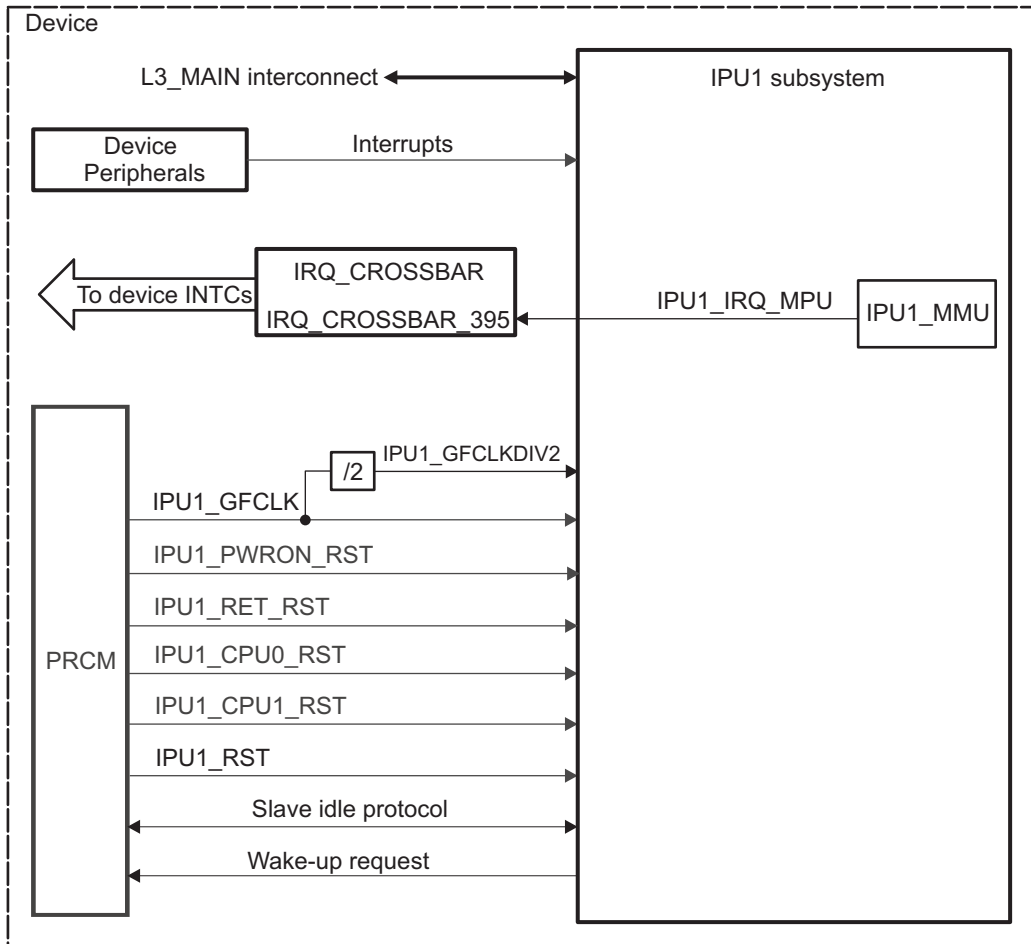 Device
L3_MAIN interconnect
IPU1 subsystem
Device
Peripherals
Interrupts
IRQ_CROSSBAR
To device INTCs
IRQ_CROSSBAR_395
IPU1_IRQ_MPU
IPU1_MMU
/2
IPU1_GFCLKDIV2
IPU1_GFCLK
IPU1_PWRON_RST
IPU1_RET_RST
PRCM
IPU1_CPU0_RST
IPU1_CPU1_RST
IPU1_RST
Slave idle protocol
Wake-up request